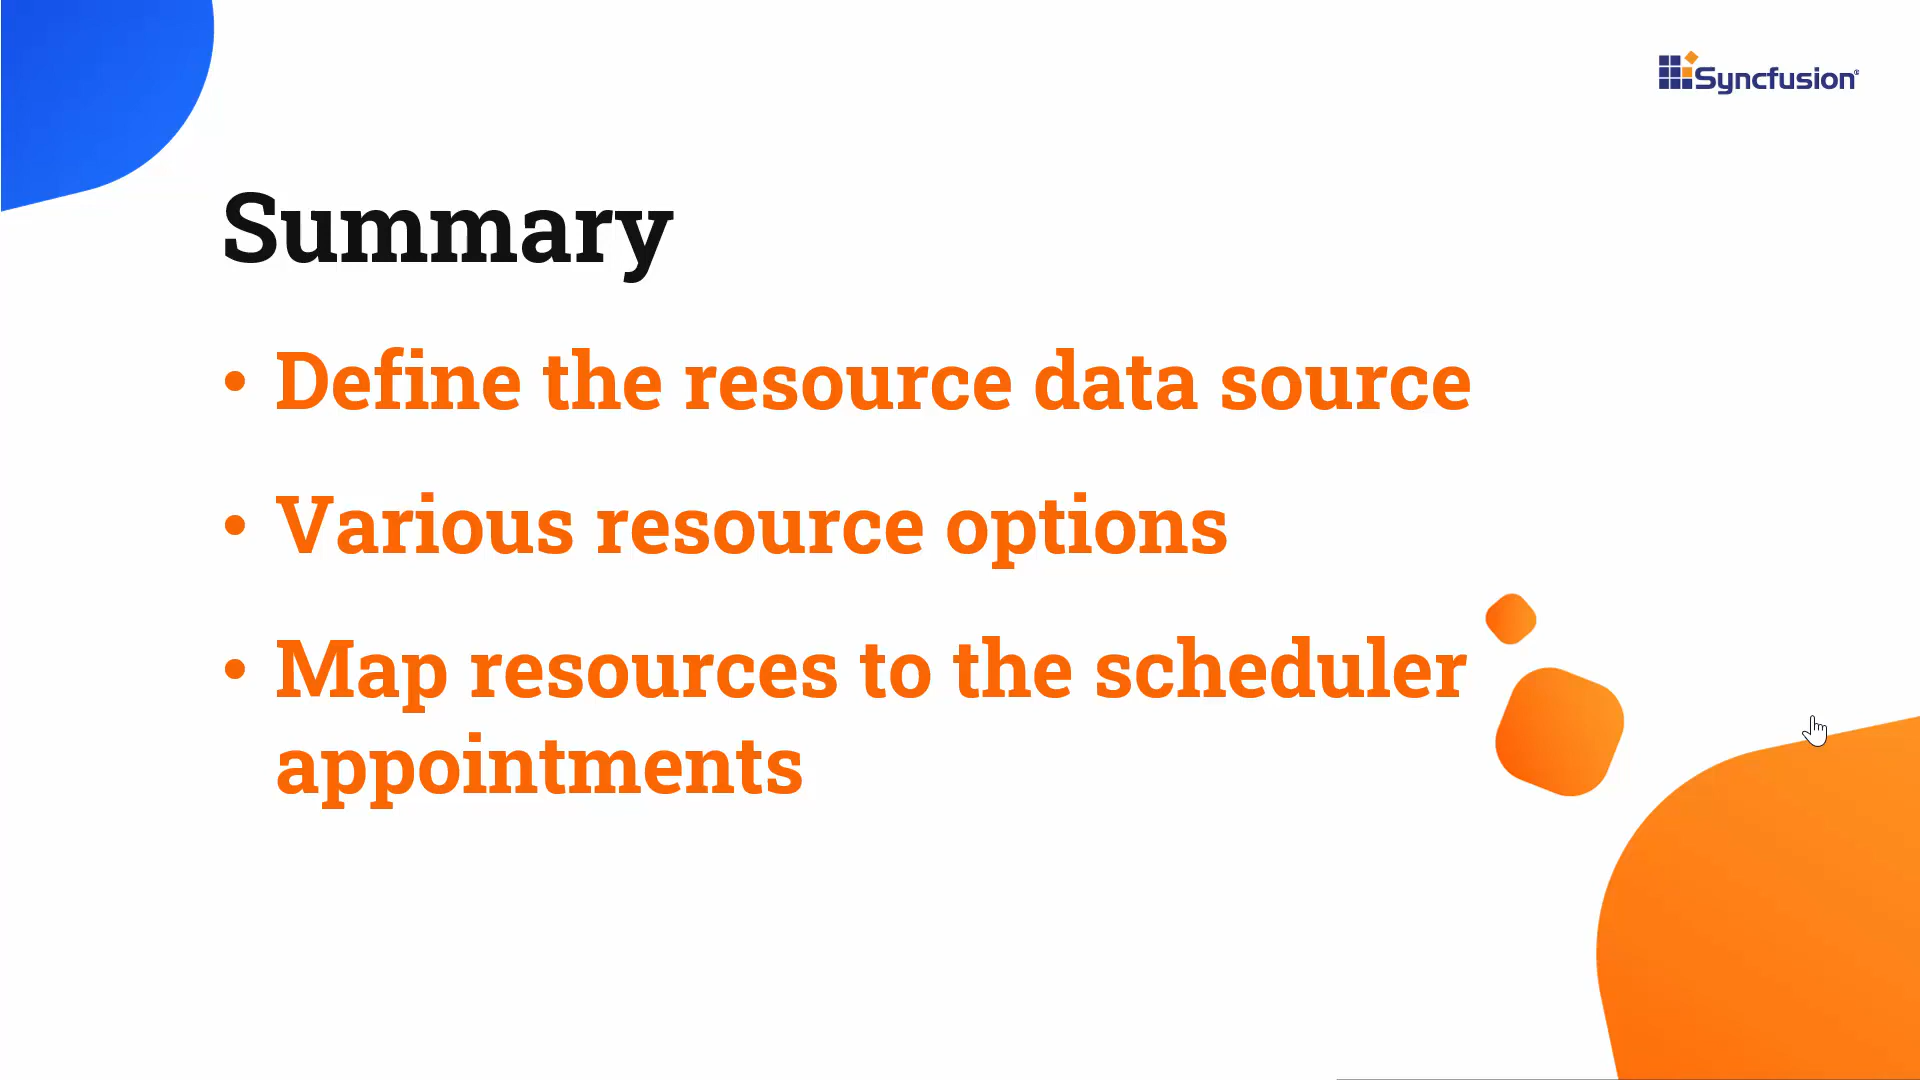 Syncfusion
Summary
• Define the resource data source
• Various resource options
• Map resources to the scheduler
appointments